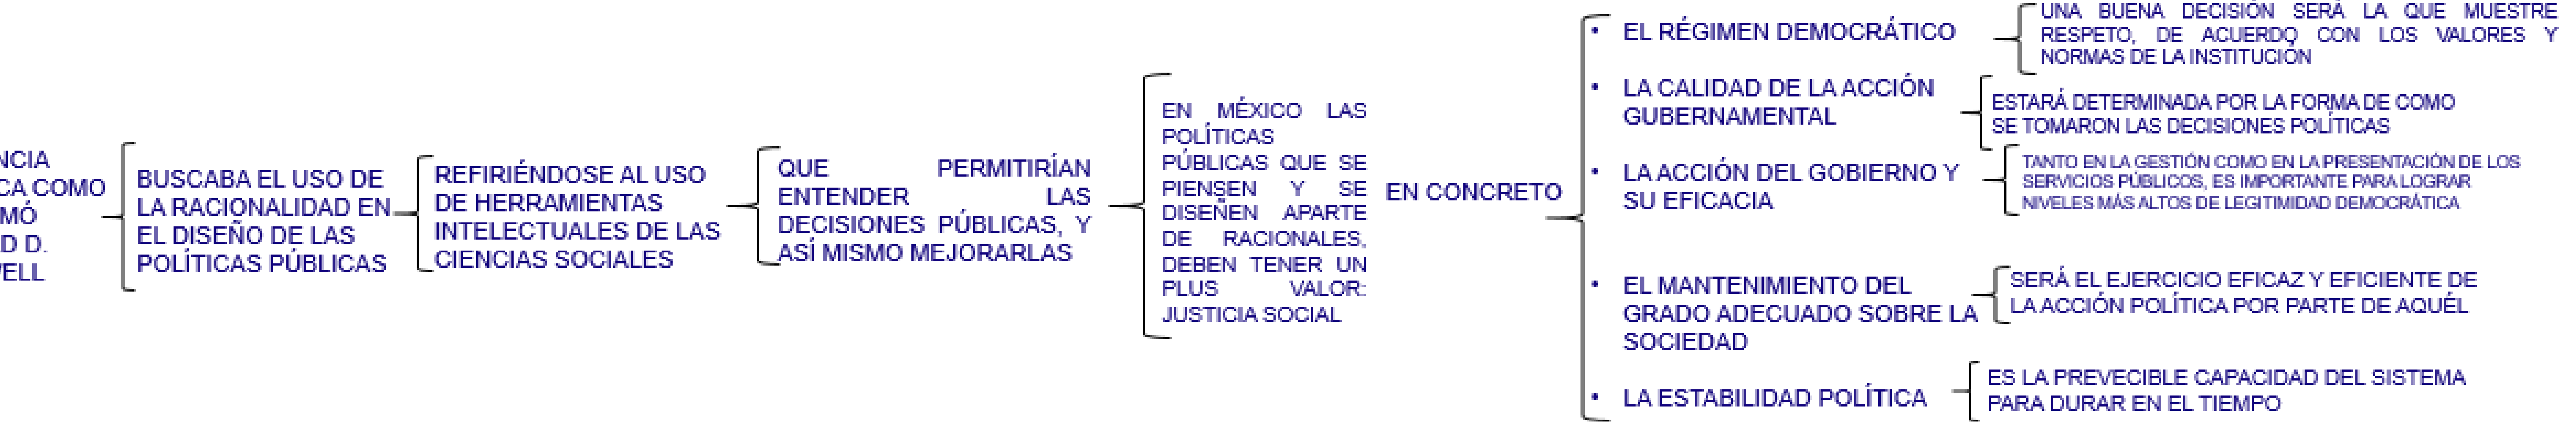 COMO
D.
BUSCABA EL USO DE
LA RACIONALIDAD EN
EL DISEÑO DE LAS
POLÍTICAS PÚBLICAS
REFIRIÉNDOSE AL USO
DE HERRAMIENTAS
INTELECTUALES DE LAS
CIENCIAS SOCIALES
QUE PERMITIRÍAN
ENTENDER LAS
DECISIONES PÚBLICAS, Y
ASÍ MISMO MEJORARLAS
EN MÉXICO LAS
POLÍTICAS
PÚBLICAS QUE SE
PIENSEN Y SE
DISEÑEN APARTE
DE RACIONALES,
DEBEN TENER UN
PLUS VALOR:
JUSTICIA SOCIAL
EN CONCRETO
• EL RÉGIMEN DEMOCRÁTICO
UNA BUENA DECISIÓN SERÁ LA QUE MUESTRE
RESPETO, DE ACUERDO CON LOS VALORES Y
NORMAS DE LA INSTITUCIÓN
• LA CALIDAD DE LA ACCIÓN
GUBERNAMENTAL
ESTARÁ DETERMINADA POR LA FORMA DE COMO
SE TOMARON LAS DECISIONES POLÍTICAS
• LA ACCIÓN DEL GOBIERNO Y
SU EFICACIA
TANTO EN LA GESTIÓN COMO EN LA PRESENTACIÓN DE LOS
SERVICIOS PÚBLICOS, ES IMPORTANTE PARA LOGRAR
NIVELES MÁS ALTOS DE LEGITIMIDAD DEMOCRÁTICA
• EL MANTENIMIENTO DEL
GRADO ADECUADO SOBRE LA
SOCIEDAD
SERÁ EL EJERCICIO EFICAZ Y EFICIENTE DE
LA ACCIÓN POLÍTICA POR PARTE DE AQUÉL
• LA ESTABILIDAD POLÍTICA
ES LA PREVECIBLE CAPACIDAD DEL SISTEMA
PARA DURAR EN EL TIEMPO